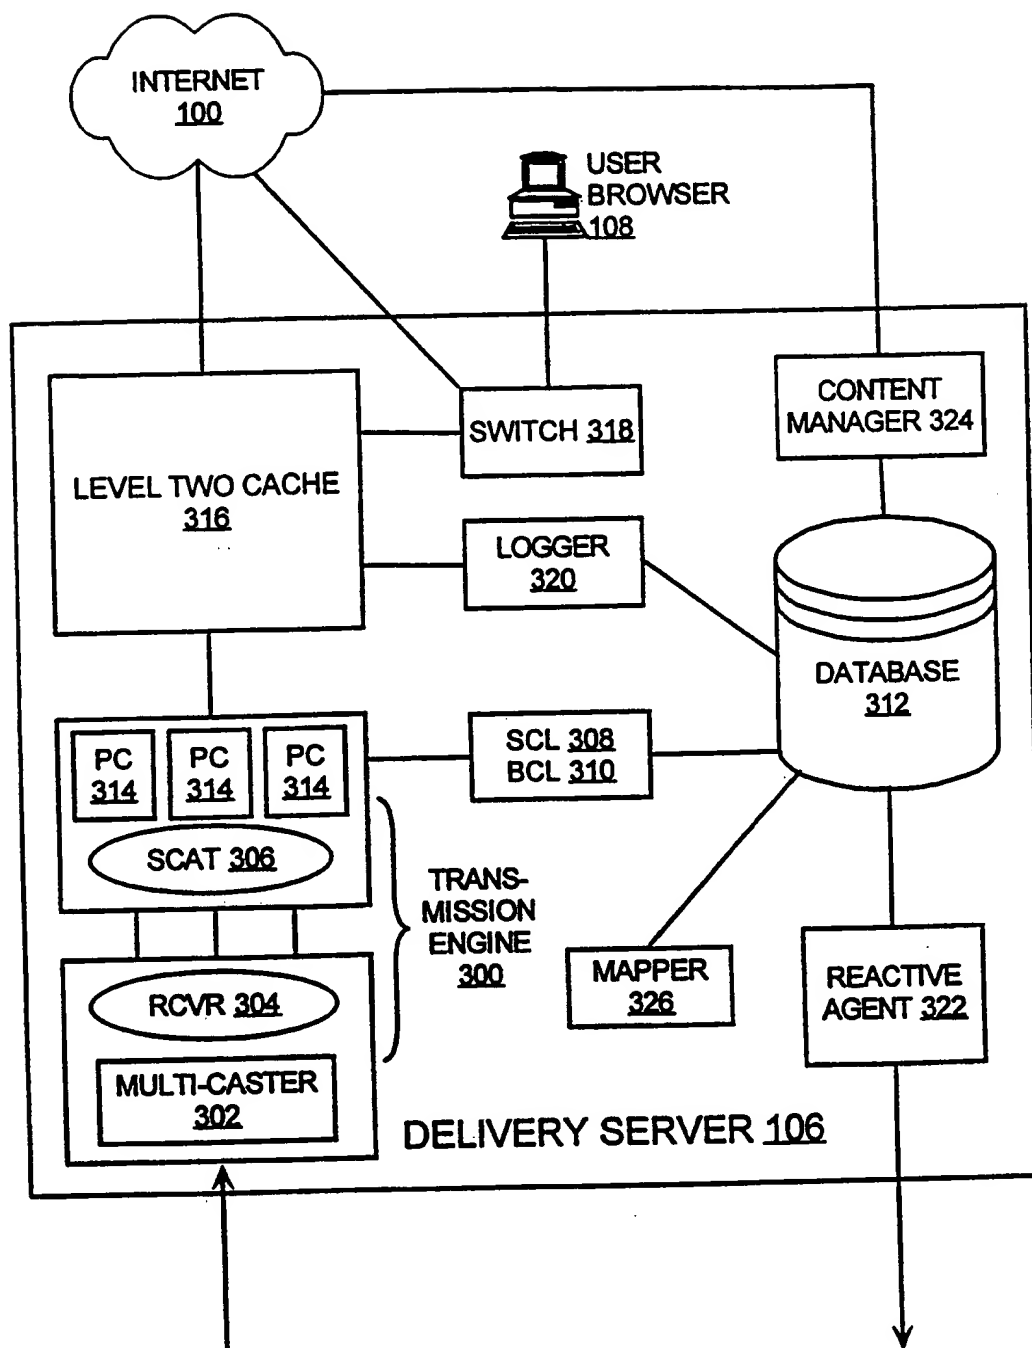 INTERNET
100
USER
BROWSER
108
CONTENT
MANAGER 324
SWITCH 318
LEVEL TWO CACHE
316
LOGGER
320
DATABASE
312
PC
314
PC
314
PC
314
SCL 308
BCL 310
SCAT 306
TRANS-
MISSION
ENGINE
300
MAPPER
326
REACTIVE
AGENT 322
RCVR 304
MULTI-CASTER
302
DELIVERY SERVER 106